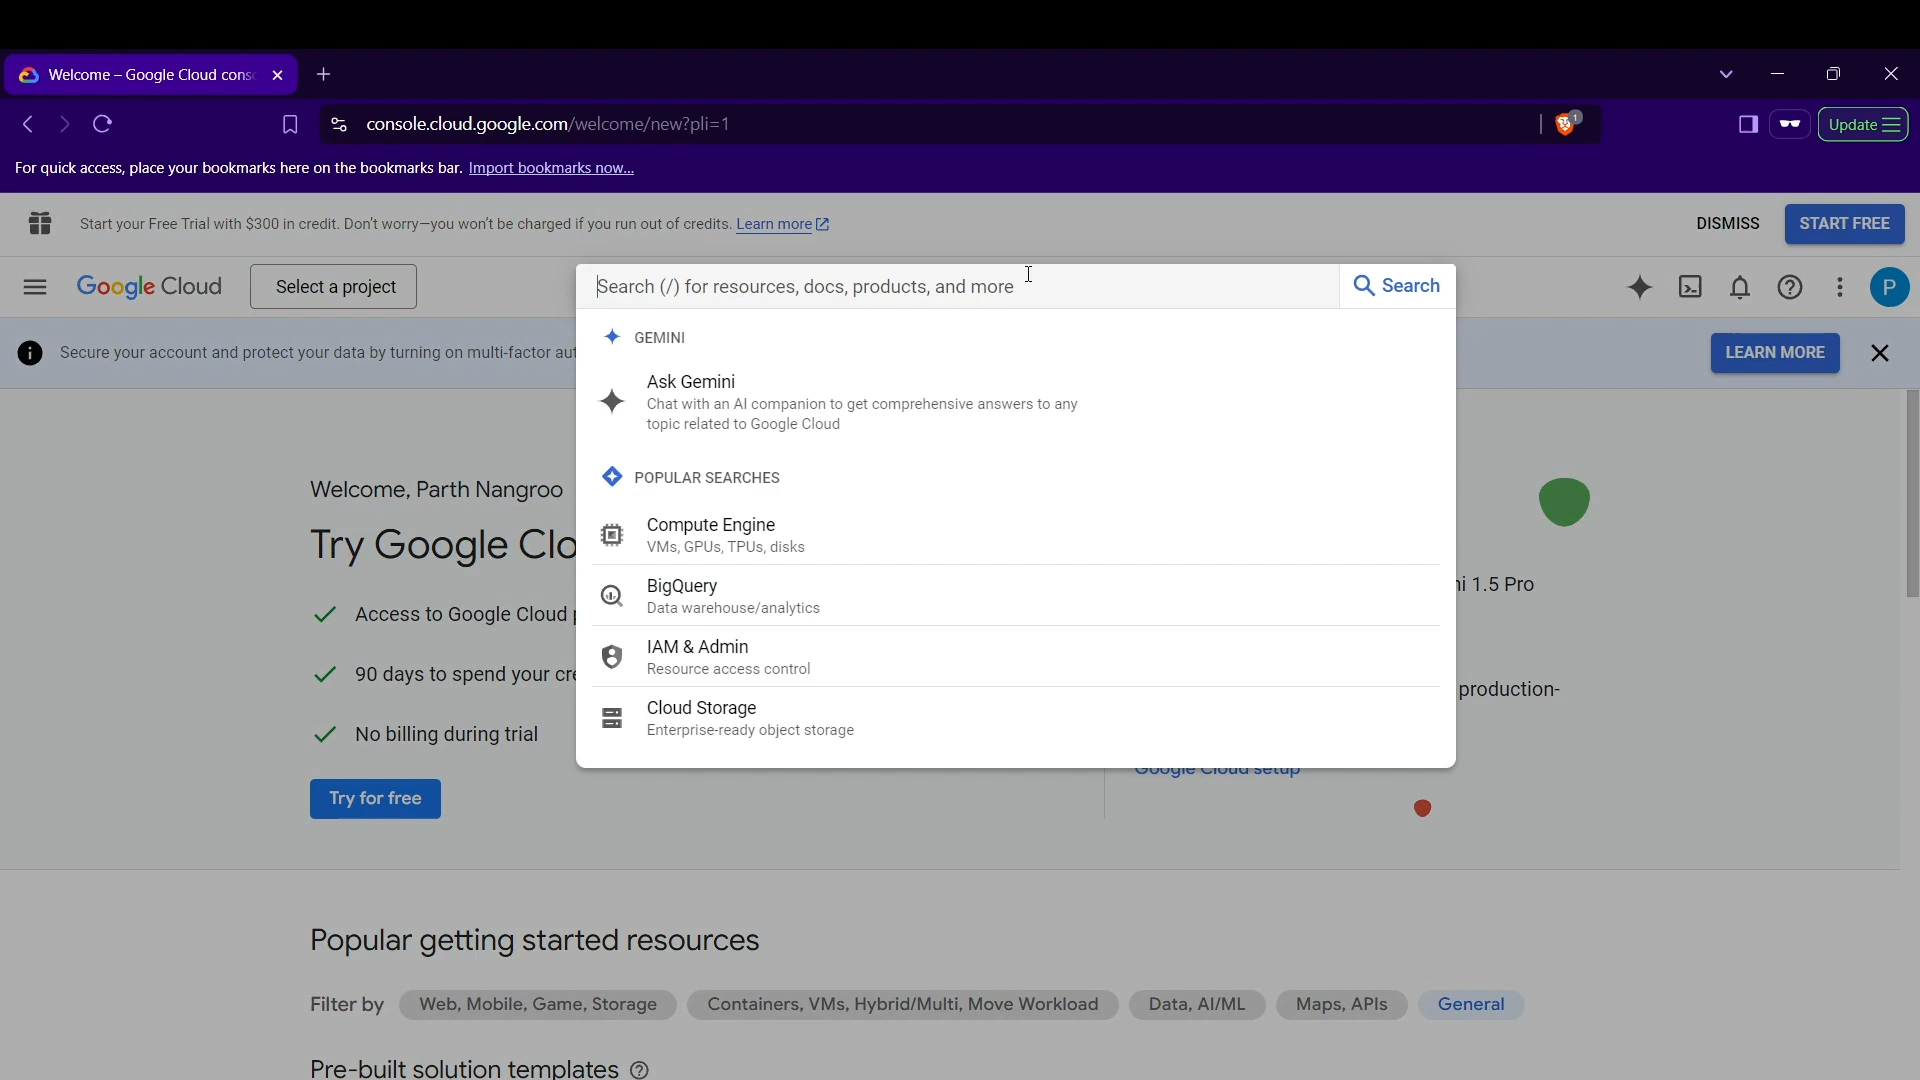 Welcome – Google Cloud cons
console.cloud.google.com/welcome/new?pli=1
1
Update
For quick access, place your bookmarks here on the bookmarks bar. Import bookmarks now...
Start your Free Trial with $300 in credit. Don't worry—you won't be charged if you run out of credits. Learn more
DISMISS
START FREE
Google Cloud
Select a project
Search (/) for resources, docs, products, and more
Search
P
Secure your account and protect your data by turning on multi-factor aut
LEARN MORE
GEMINI
Ask Gemini
Chat with an AI companion to get comprehensive answers to any
topic related to Google Cloud
POPULAR SEARCHES
Compute Engine
VMs, GPUs, TPUs, disks
BigQuery
Data warehouse/analytics
IAM & Admin
Resource access control
Cloud Storage
Enterprise-ready object storage
Welcome, Parth Nangroo
Try Google Clo
Access to Google Cloud p
90 days to spend your cre
No billing during trial
Try for free
ni 1.5 Pro
production-
Google Cloud setup
Popular getting started resources
Filter by
Web, Mobile, Game, Storage
Containers, VMs, Hybrid/Multi, Move Workload
Data, AI/ML
Maps, APIs
General
Pre-built solution templates